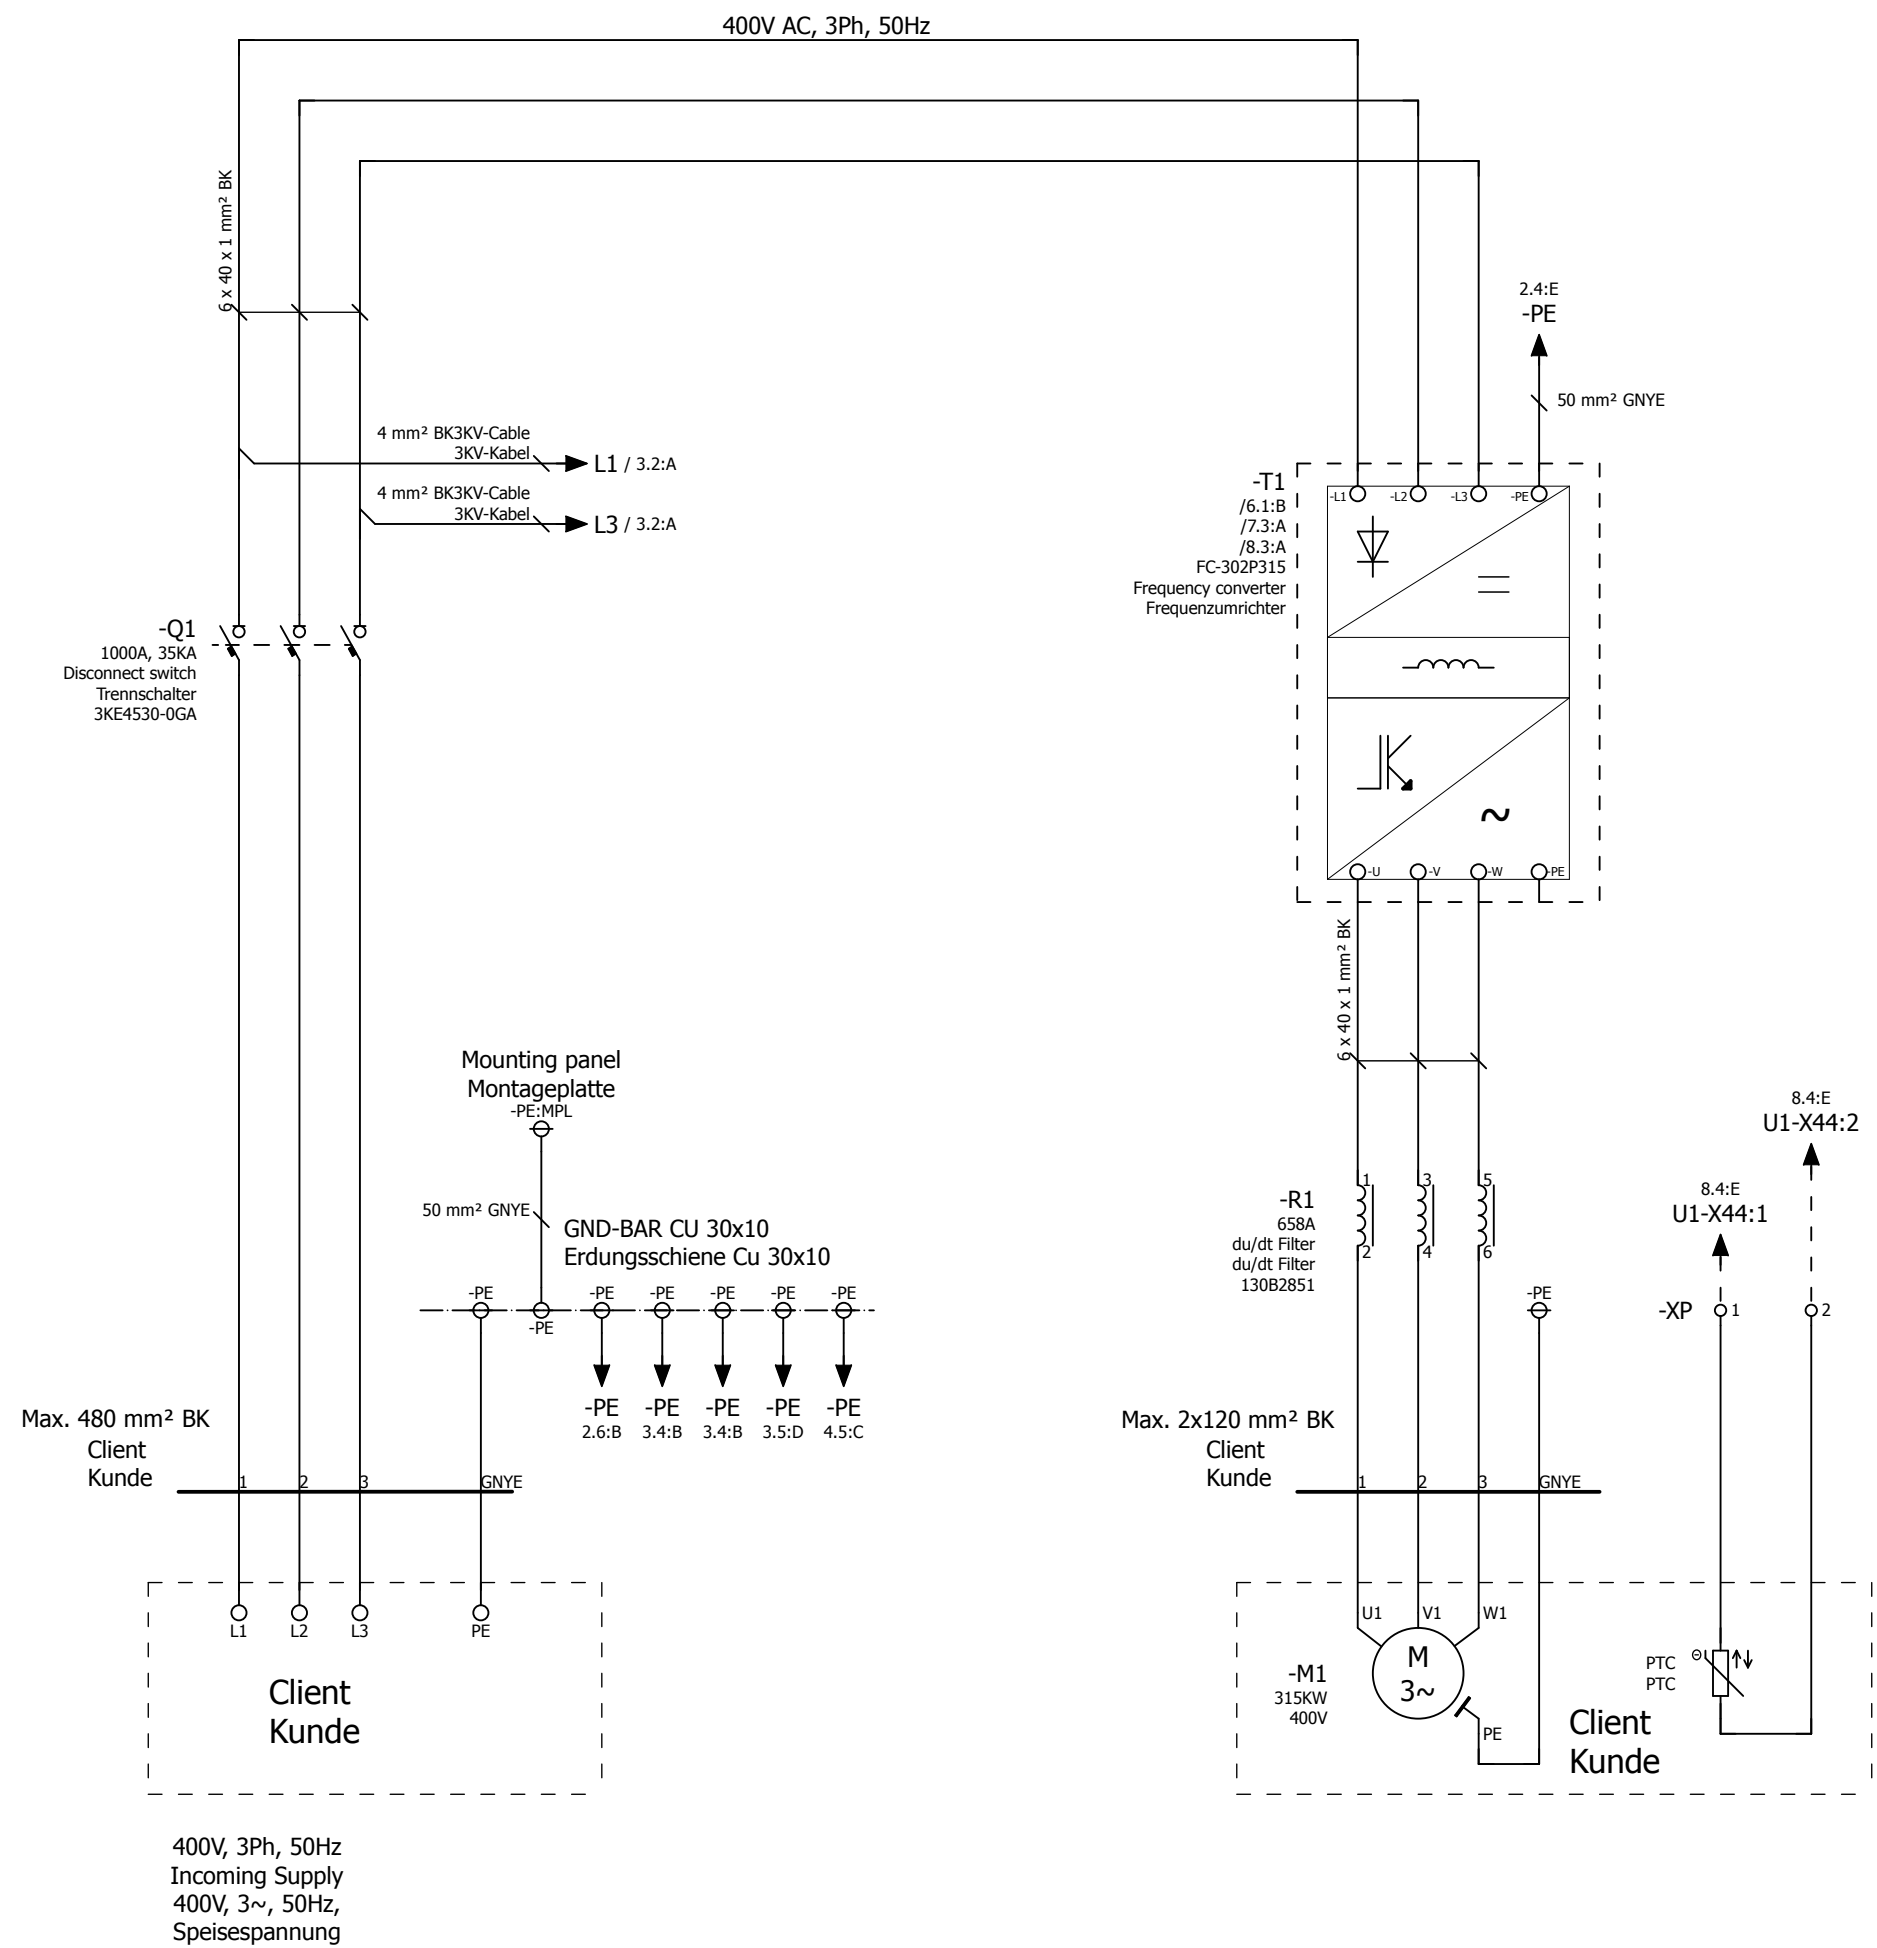 400V AC, 3Ph, 50Hz
6 x 40 x 1 mm² BK
2.4:E
-PE
50 mm² GNYE
4 mm² BK3KV-Cable
3KV-Kabel
L1 / 3.2:A
4 mm² BK3KV-Cable
3KV-Kabel
L3 / 3.2:A
-T1
/6.1:B
/7.3:A
/8.3:A
FC-302P315
Frequency converter
Frequenzumrichter
-L1 -L2 -L3 -PE
~
-U -V -W -PE
-Q1
1000A, 35KA
Disconnect switch
Trennschalter
3KE4530-0GA
6 x 40 x 1 mm² BK
Mounting panel
Montageplatte
-PE:MPL
50 mm² GNYE
GND-BAR CU 30x10
Erdungsschiene Cu 30x10
-PE -PE -PE -PE -PE -PE
-PE
-PE -PE -PE -PE -PE
2.6:B 3.4:B 3.4:B 3.5:D 4.5:C
-R1
658A
du/dt Filter
du/dt Filter
130B2851
1 3 5
2 4 6
-PE
8.4:E
U1-X44:2
8.4:E
U1-X44:1
-XP 1 2
Max. 480 mm² BK
Client
Kunde
1 2 3 GNYE
Max. 2x120 mm² BK
Client
Kunde
1 2 3 GNYE
L1 L2 L3 PE
Client
Kunde
U1 V1 W1
M
3~
-M1
315KW
400V
PE
PTC
PTC
Θ
Client
Kunde
400V, 3Ph, 50Hz
Incoming Supply
400V, 3~, 50Hz,
Speisespannung